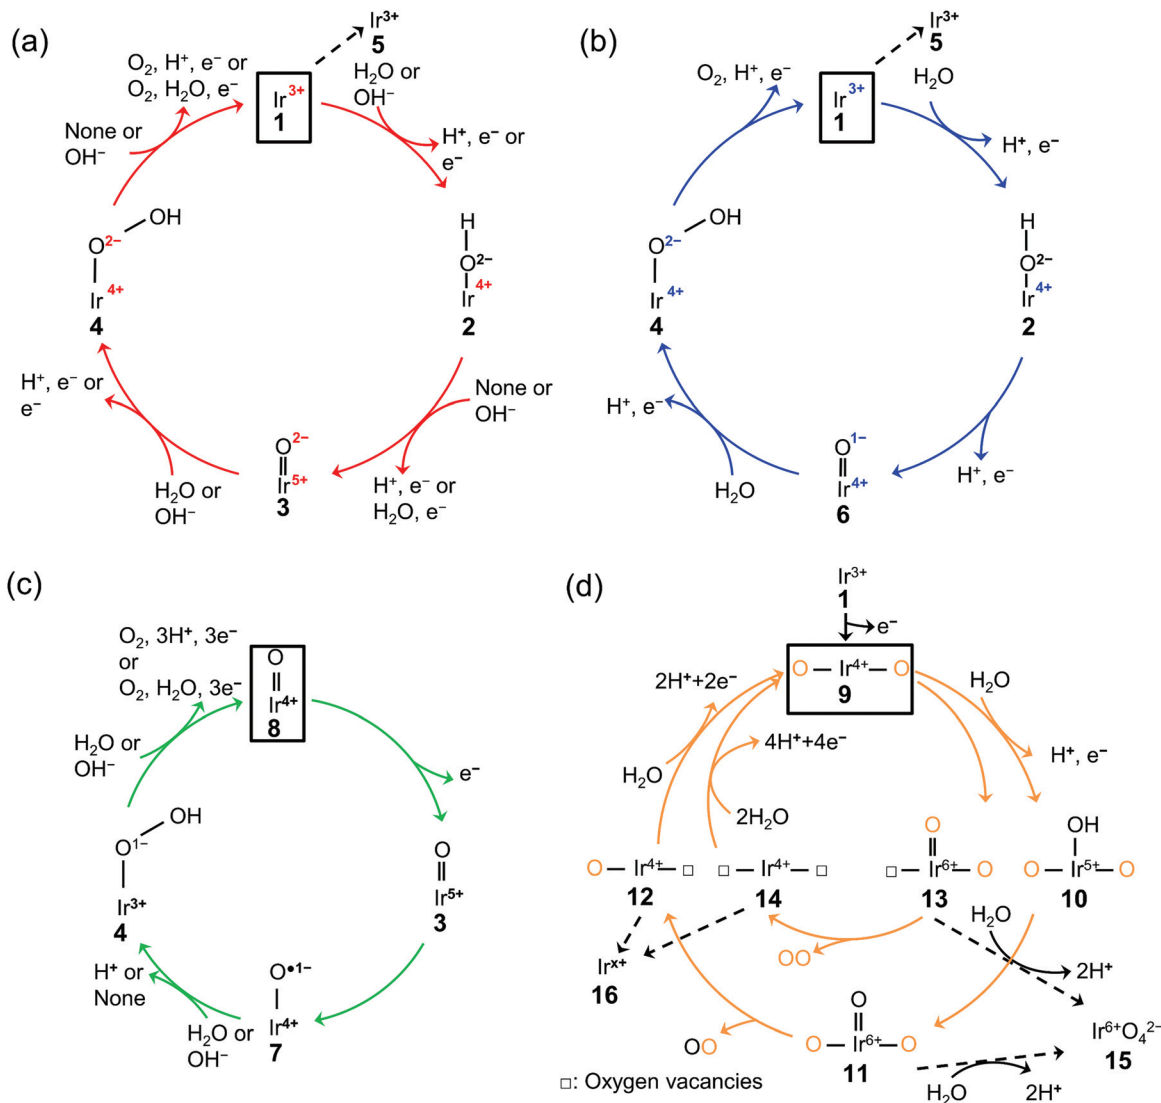 (a)
Ir³⁺
5
O₂, H⁺, e⁻ or
O₂, H₂O, e⁻
Ir³⁺
1
H₂O or
OH⁻
None or
OH⁻
H⁺, e⁻ or
e⁻
OH
O²⁻
Ir⁴⁺
4
H
O²⁻
Ir⁴⁺
2
H⁺, e⁻ or
e⁻
None or
OH⁻
O²⁻
Ir⁵⁺
3
H₂O or
OH⁻
H⁺, e⁻ or
H₂O, e⁻
(b)
Ir³⁺
5
O₂, H⁺, e⁻
Ir³⁺
1
H₂O
H⁺, e⁻
OH
O²⁻
Ir⁴⁺
4
H
O²⁻
Ir⁴⁺
2
H⁺, e⁻
O¹⁻
Ir⁴⁺
6
H₂O
H⁺, e⁻
(c)
O₂, 3H⁺, 3e⁻
or
O₂, H₂O, 3e⁻
O
Ir⁴⁺
8
H₂O or
OH⁻
e⁻
OH
O¹⁻
Ir³⁺
4
O
Ir⁵⁺
3
H⁺ or
None
O•¹⁻
Ir⁴⁺
7
H₂O or
OH⁻
(d)
Ir³⁺
1
e⁻
O Ir⁴⁺ O
9
2H⁺+2e⁻
H₂O
4H⁺+4e⁻
H⁺, e⁻
H₂O
2H₂O
O Ir⁴⁺ □
12
□ Ir⁴⁺ □
14
O
□ Ir⁶⁺ O
13
OH
O Ir⁵⁺ O
10
H₂O
2H⁺
OO
Irˣ⁺
16
O
O Ir⁶⁺ O
11
OO
Ir⁶⁺O₄²⁻
15
H₂O
2H⁺
□: Oxygen vacancies